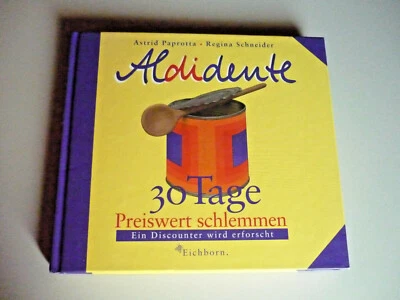 Astrid Paprotta · Regina Schneider
Aldidente
30 Tage
Preiswert schlemmen
Ein Discounter wird erforscht
Eichborn.